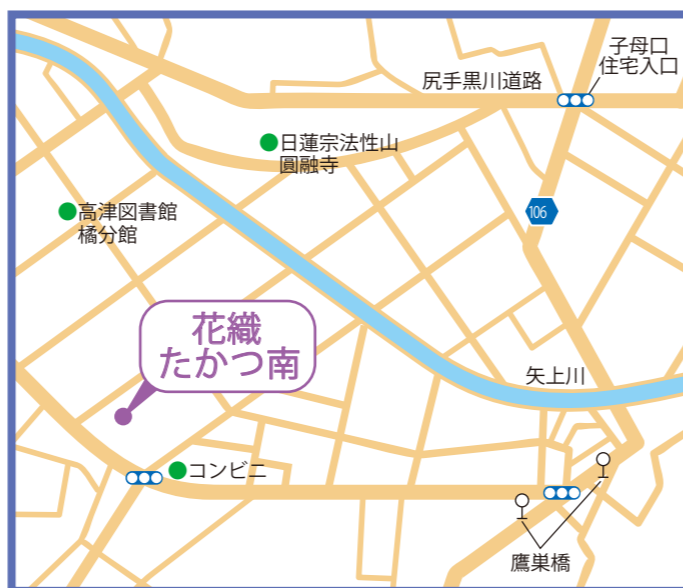 子母口
住宅入口
尻手黒川道路
日蓮宗法性山
圓融寺
106
高津図書館
橘分館
花織
たかつ南
矢上川
コンビニ
鷹巣橋